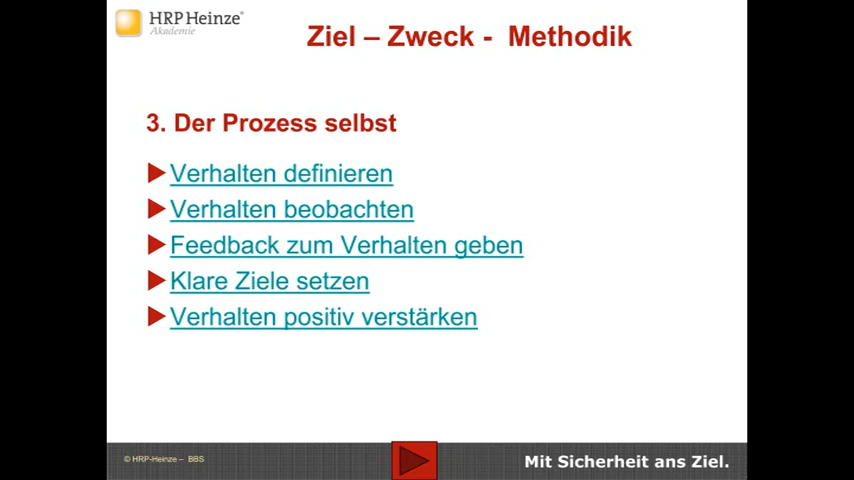 HRP Heinze®
Akademie
Ziel – Zweck - Methodik
3. Der Prozess selbst
Verhalten definieren
Verhalten beobachten
Feedback zum Verhalten geben
Klare Ziele setzen
Verhalten positiv verstärken
© HRP-Heinze – BBS
Mit Sicherheit ans Ziel.